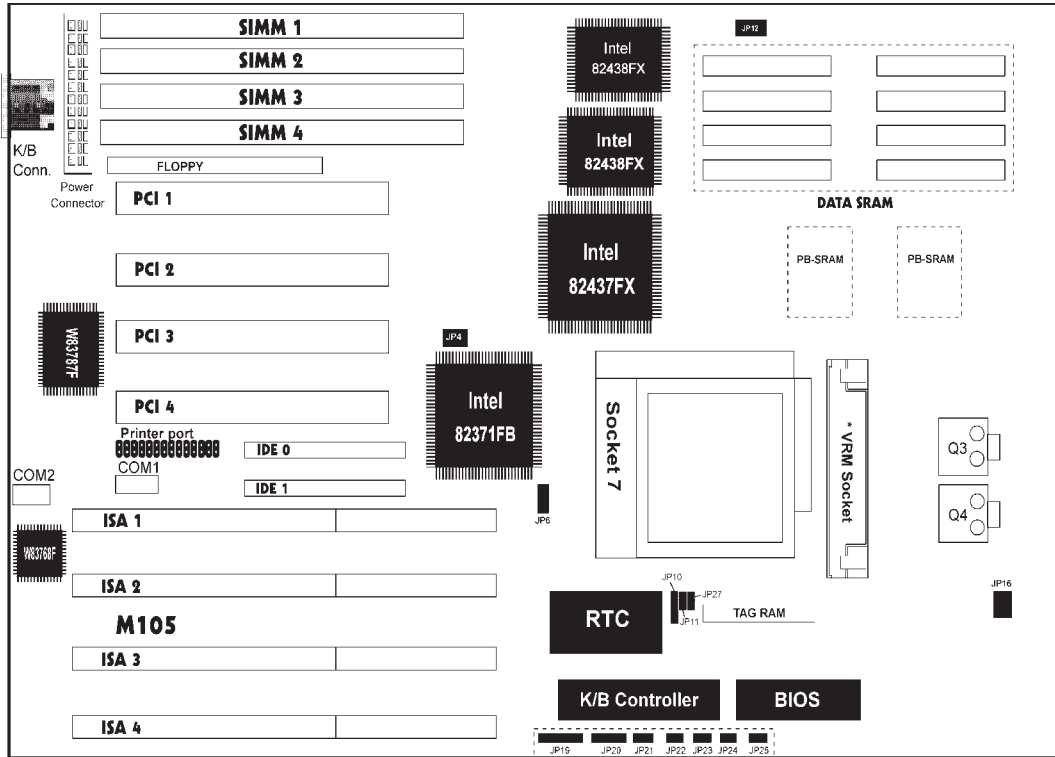 SIMM 1
SIMM 2
SIMM 3
SIMM 4
K/B
Conn.
Power
Connector
FLOPPY
PCI 1
PCI 2
PCI 3
PCI 4
W83787F
Printer port
COM1
COM2
IDE 0
IDE 1
ISA 1
W83768F
ISA 2
M105
ISA 3
ISA 4
Intel
82438FX
Intel
82438FX
Intel
82437FX
JP4
Intel
82371FB
JP6
JP12
DATA SRAM
PB-SRAM
PB-SRAM
Socket 7
* VRM Socket
Q3
Q4
JP16
RTC
JP10
JP27
JP11
TAG RAM
K/B Controller
BIOS
JP19
JP20
JP21
JP22
JP23
JP24
JP25